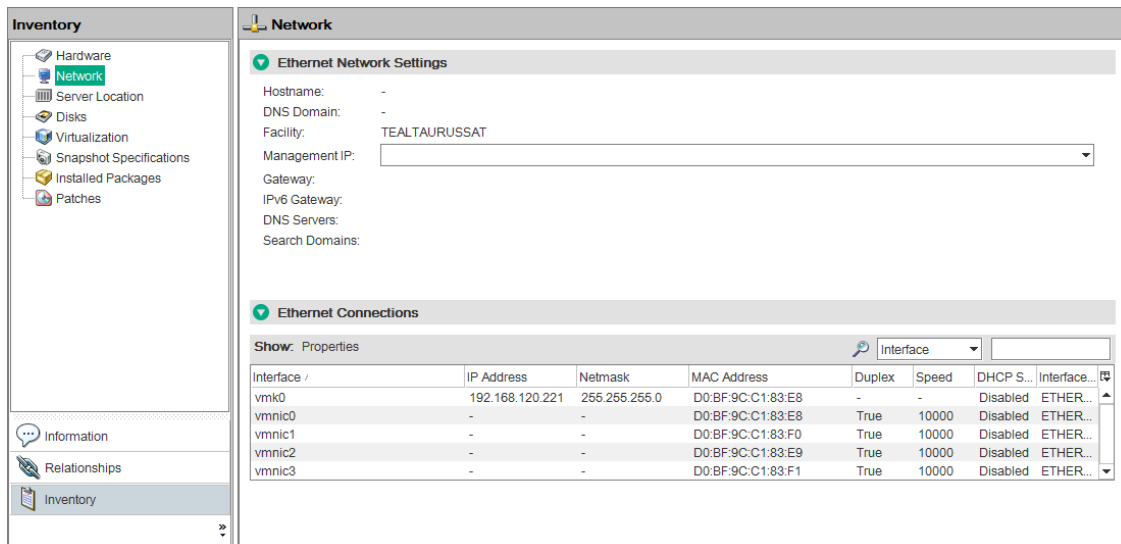 Inventory
Hardware
Network
Server Location
Disks
Virtualization
Snapshot Specifications
Installed Packages
Patches
Information
Relationships
Inventory
»
Network
Ethernet Network Settings
Hostname: -
DNS Domain: -
Facility: TEALTAURUSSAT
Management IP:
Gateway:
IPv6 Gateway:
DNS Servers:
Search Domains:
Ethernet Connections
Show: Properties Interface
Interface / IP Address Netmask MAC Address Duplex Speed DHCP S... Interface...
vmk0 192.168.120.221 255.255.255.0 D0:BF:9C:C1:83:E8 - - Disabled ETHER...
vmnic0 - - D0:BF:9C:C1:83:E8 True 10000 Disabled ETHER...
vmnic1 - - D0:BF:9C:C1:83:F0 True 10000 Disabled ETHER...
vmnic2 - - D0:BF:9C:C1:83:E9 True 10000 Disabled ETHER...
vmnic3 - - D0:BF:9C:C1:83:F1 True 10000 Disabled ETHER...